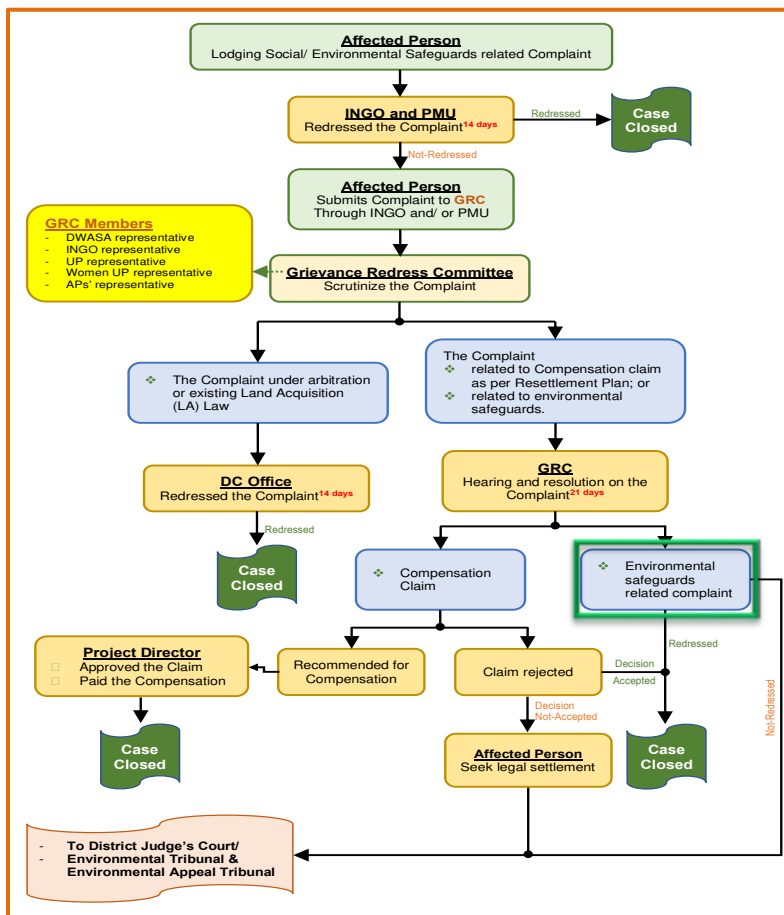 Affected Person
Lodging Social/ Environmental Safeguards related Complaint
INGO and PMU
Redressed the Complaint14 days
Redressed
Case
Closed
Not-Redressed
Affected Person
Submits Complaint to GRC
Through INGO and/ or PMU
GRC Members
- DWASA representative
- INGO representative
- UP representative
- Women UP representative
- APs' representative
Grievance Redress Committee
Scrutinize the Complaint
The Complaint under arbitration
or existing Land Acquisition
(LA) Law
The Complaint
related to Compensation claim
as per Resettlement Plan; or
related to environmental
safeguards.
DC Office
Redressed the Complaint14 days
GRC
Hearing and resolution on the
Complaint21 days
Redressed
Case
Closed
Compensation
Claim
Environmental
safeguards
related complaint
Redressed
Project Director
Approved the Claim
Paid the Compensation
Recommended for
Compensation
Claim rejected
Decision
Accepted
Not-Redressed
Decision
Not-Accepted
Case
Closed
Affected Person
Seek legal settlement
Case
Closed
- To District Judge's Court/
- Environmental Tribunal &
Environmental Appeal Tribunal